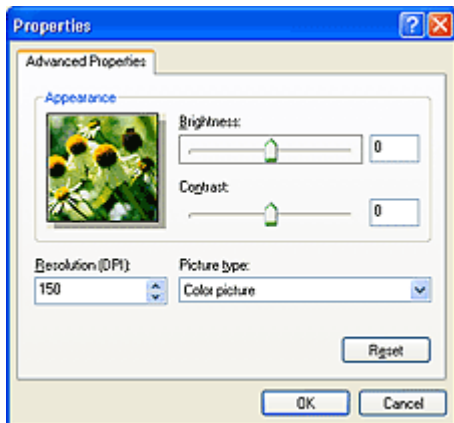 Properties
Advanced Properties
Appearance
Brightness:
0
Contrast:
0
Resolution (DPI):
150
Picture type:
Color picture
Reset
OK
Cancel